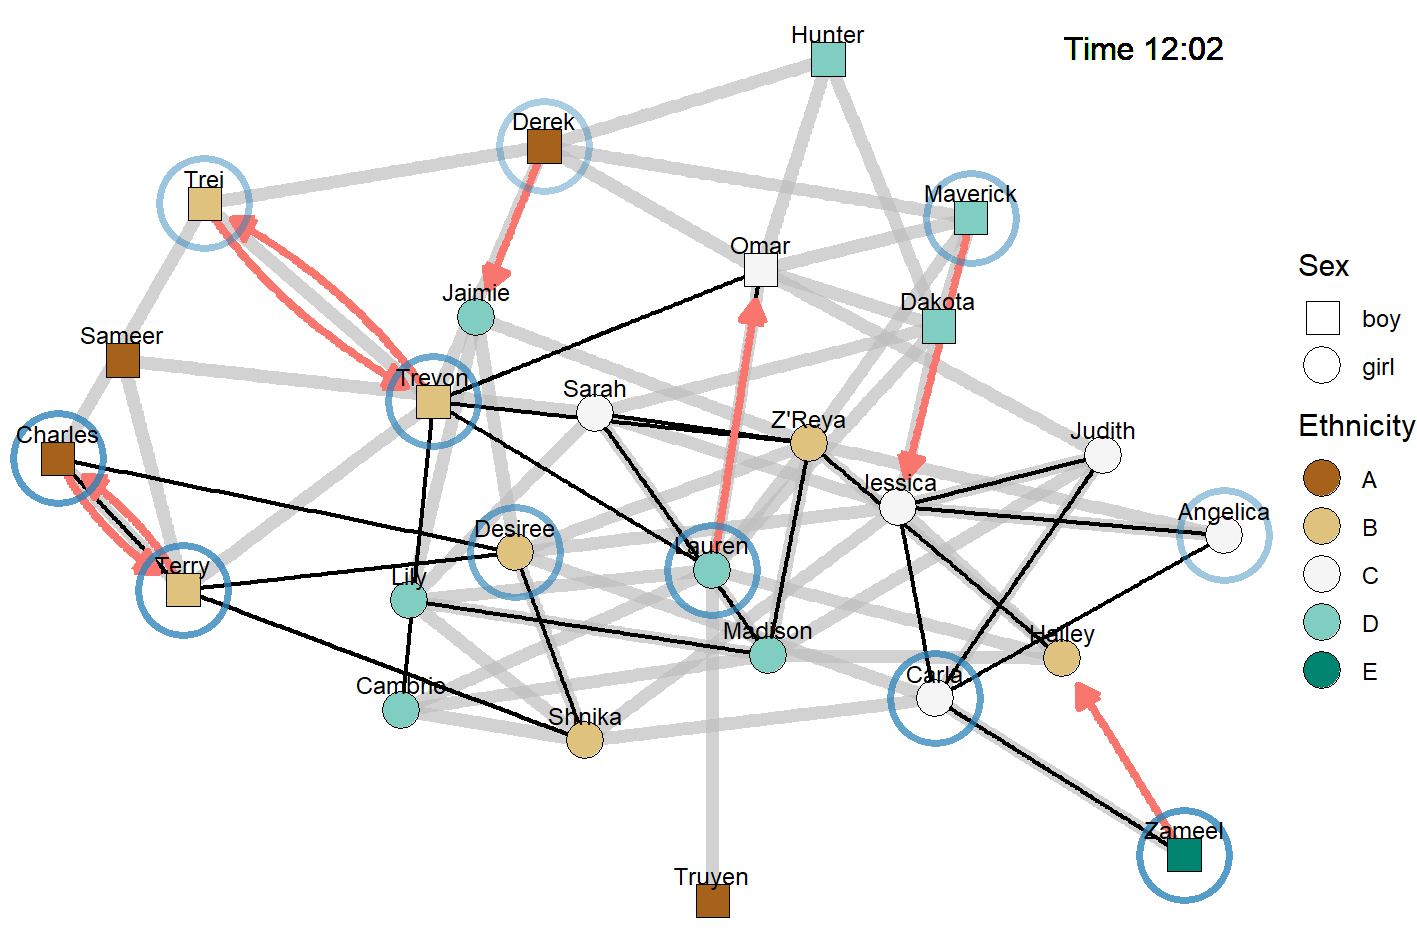 Hunter
Time 12:02
Derek
Trei
Maverick
Omar
Sex
Jaimie
Dakota
boy
Sameer
girl
Trevon
Sarah
Z'Reya
Ethnicity
Charles
Judith
Jessica
A
Angelica
B
Desiree
Lauren
Terry
Lily
C
Madison
Hailey
D
Carla
Cambrie
E
Shnika
Zameel
Truyen